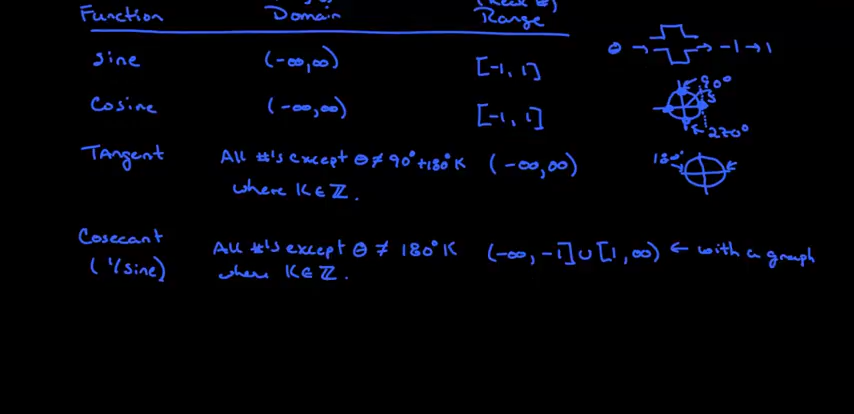 Function Domain Range
Sine (-∞,∞) [-1, 1] θ → → -1 → 1
Cosine (-∞,∞) [-1, 1] 90°
270°
Tangent All #'s except θ ≠ 90° + 180° K (-∞,∞) 180°
where K ∈ ℤ.
Cosecant All #'s except θ ≠ 180° K (-∞, -1] ∪ [1, ∞) ← with a graph
(1/sine) where K ∈ ℤ.